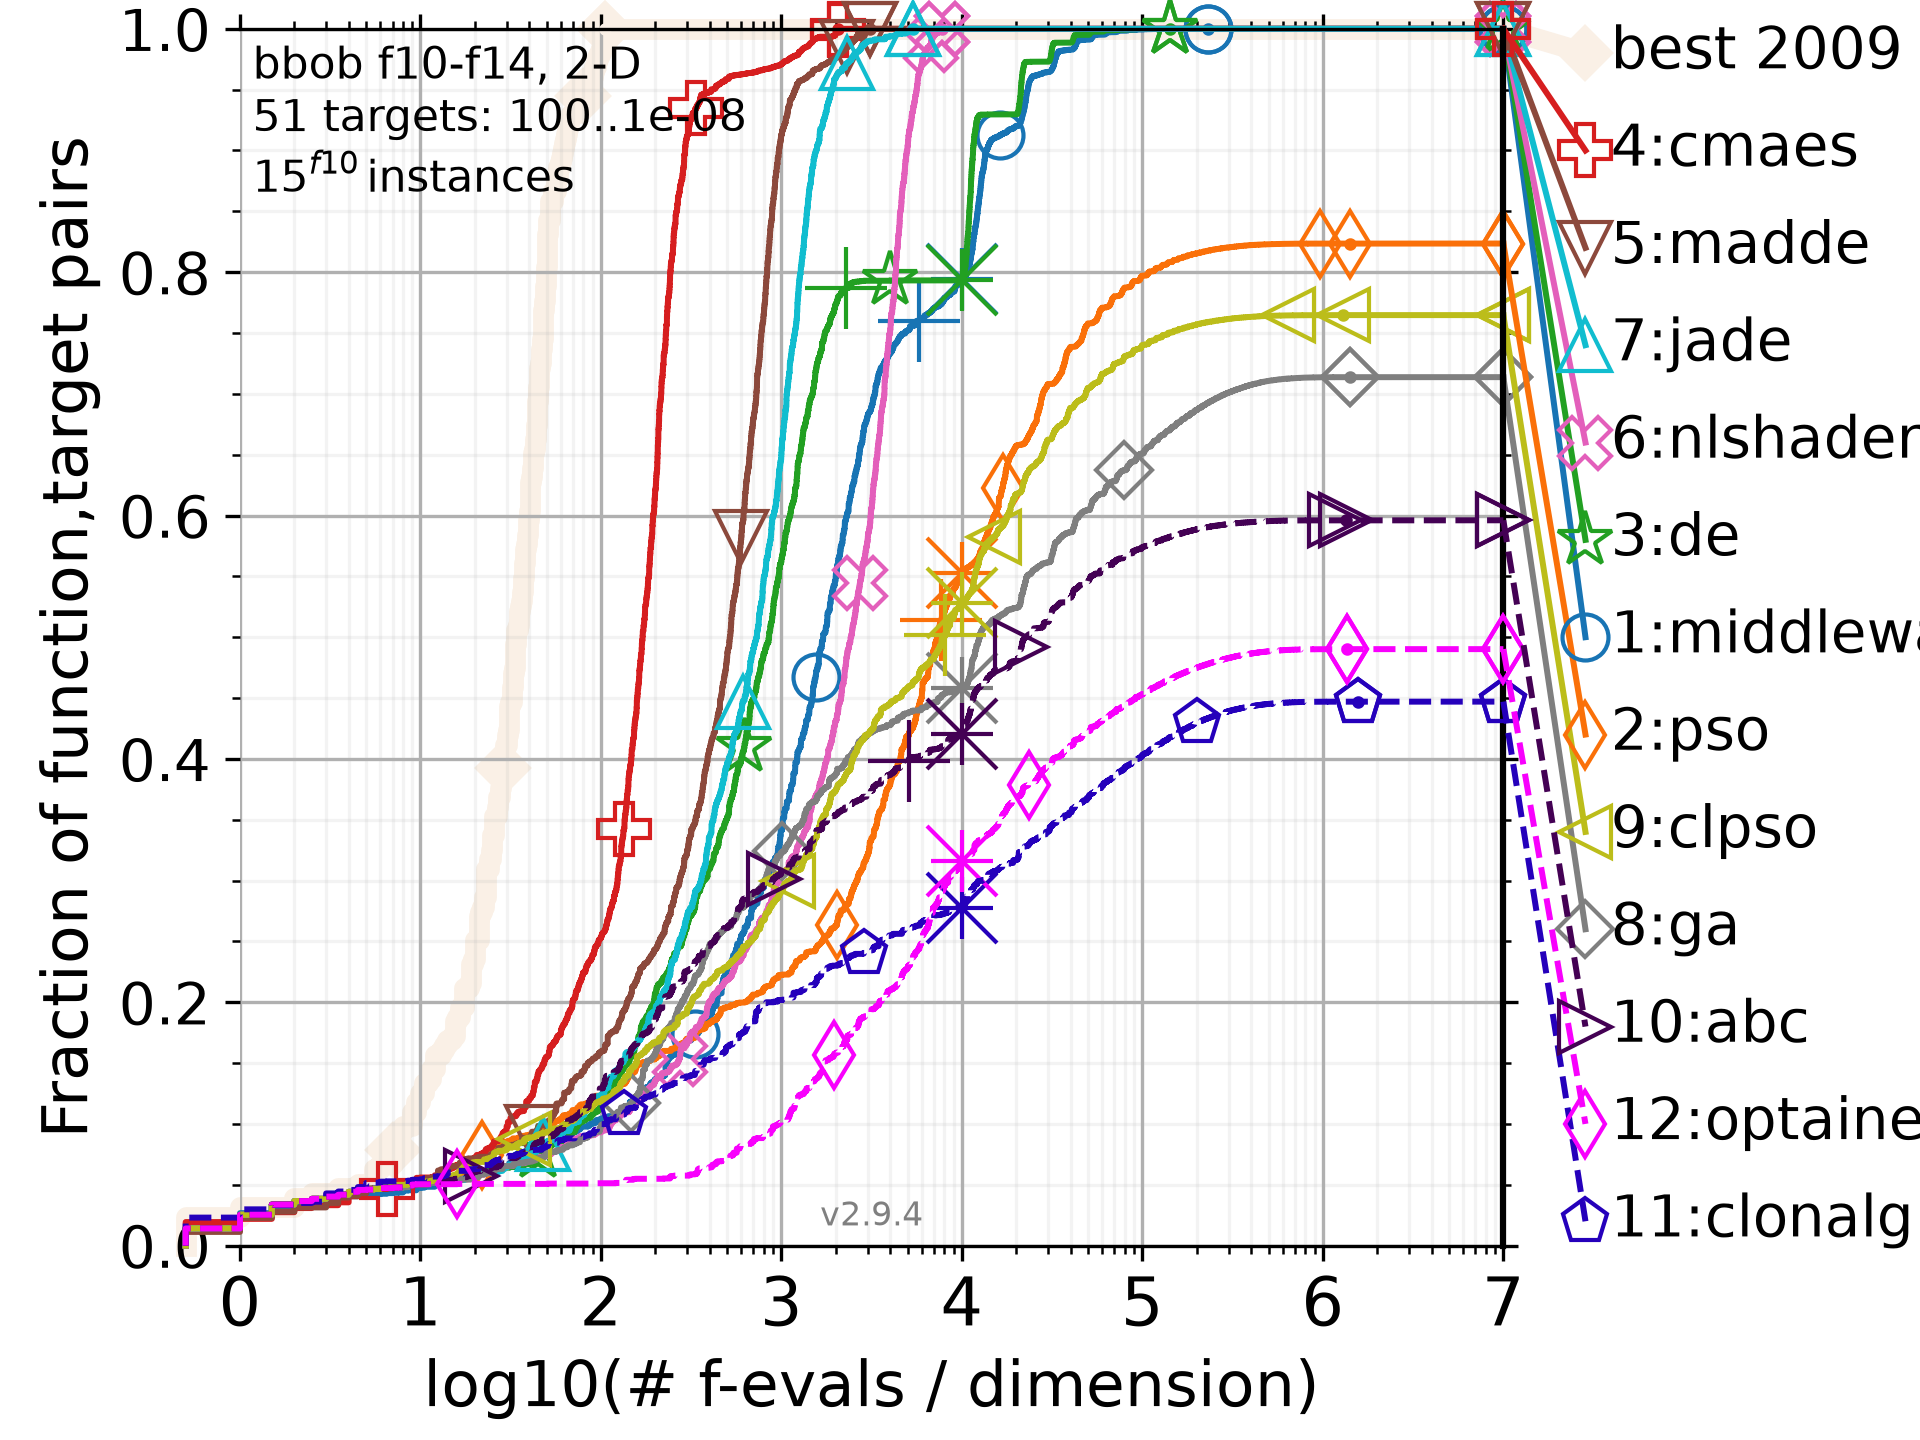 1.0
0.8
0.6
0.4
0.2
0.0
Fraction of function,target pairs
bbob f10-f14, 2-D
51 targets: 100..1e-08
15f10 instances
v2.9.4
0 1 2 3 4 5 6 7
log10(# f-evals / dimension)
best 2009
4:cmaes
5:madde
7:jade
6:nlshader
3:de
1:middlewa
2:pso
9:clpso
8:ga
10:abc
12:optaine
11:clonalg